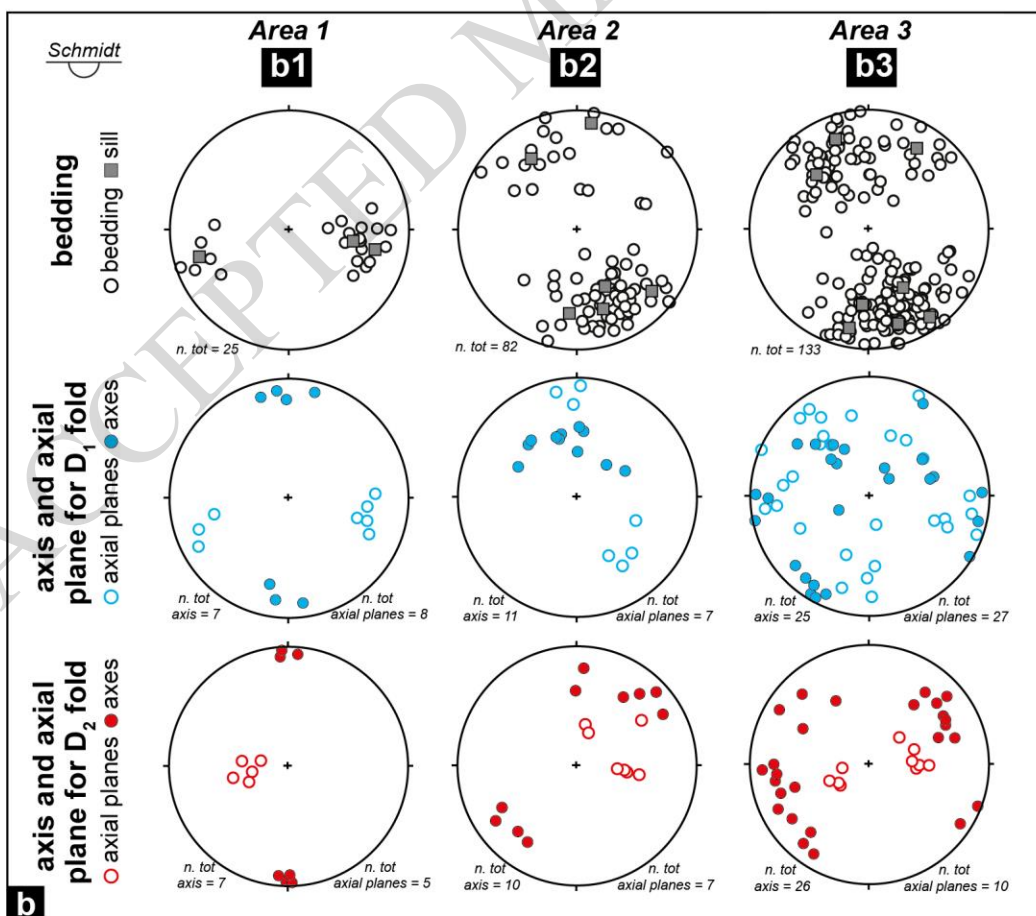 Area 1
Area 2
Area 3
Schmidt
b1
b2
b3
bedding
bedding sill
n. tot = 25
n. tot = 82
n. tot = 133
axis and axial
plane for D1 fold
axial planes axes
n. tot
axis = 7
n. tot
axial planes = 8
n. tot
axis = 11
n. tot
axial planes = 7
n. tot
axis = 25
n. tot
axial planes = 27
axis and axial
plane for D2 fold
axial planes axes
n. tot
axis = 7
n. tot
axial planes = 5
n. tot
axis = 10
n. tot
axial planes = 7
n. tot
axis = 26
n. tot
axial planes = 10
b
ACCEPTED M